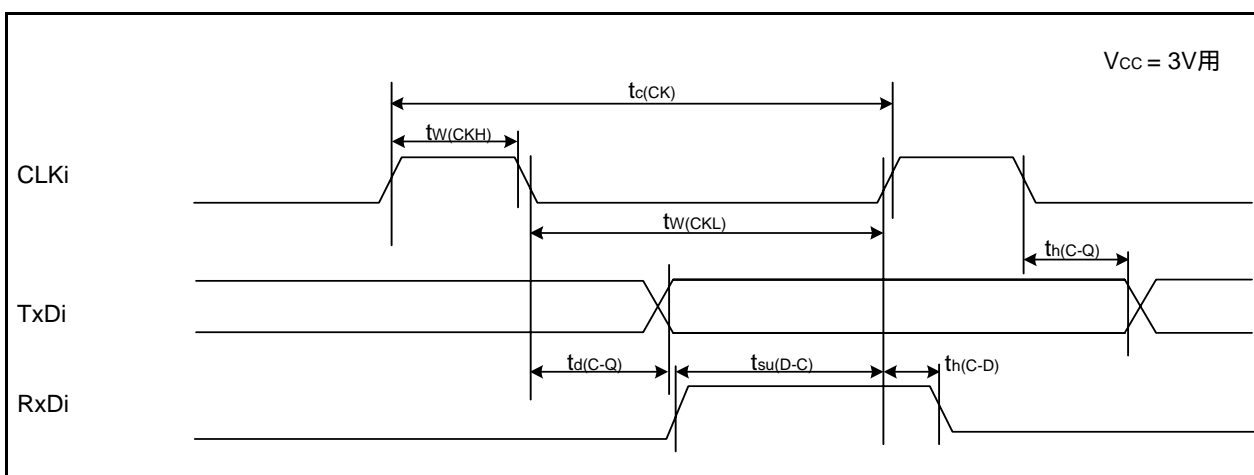 VCC = 3V用
tc(CK)
tW(CKH)
CLKi
tW(CKL)
th(C-Q)
TxDi
td(C-Q)
tsu(D-C)
th(C-D)
RxDi